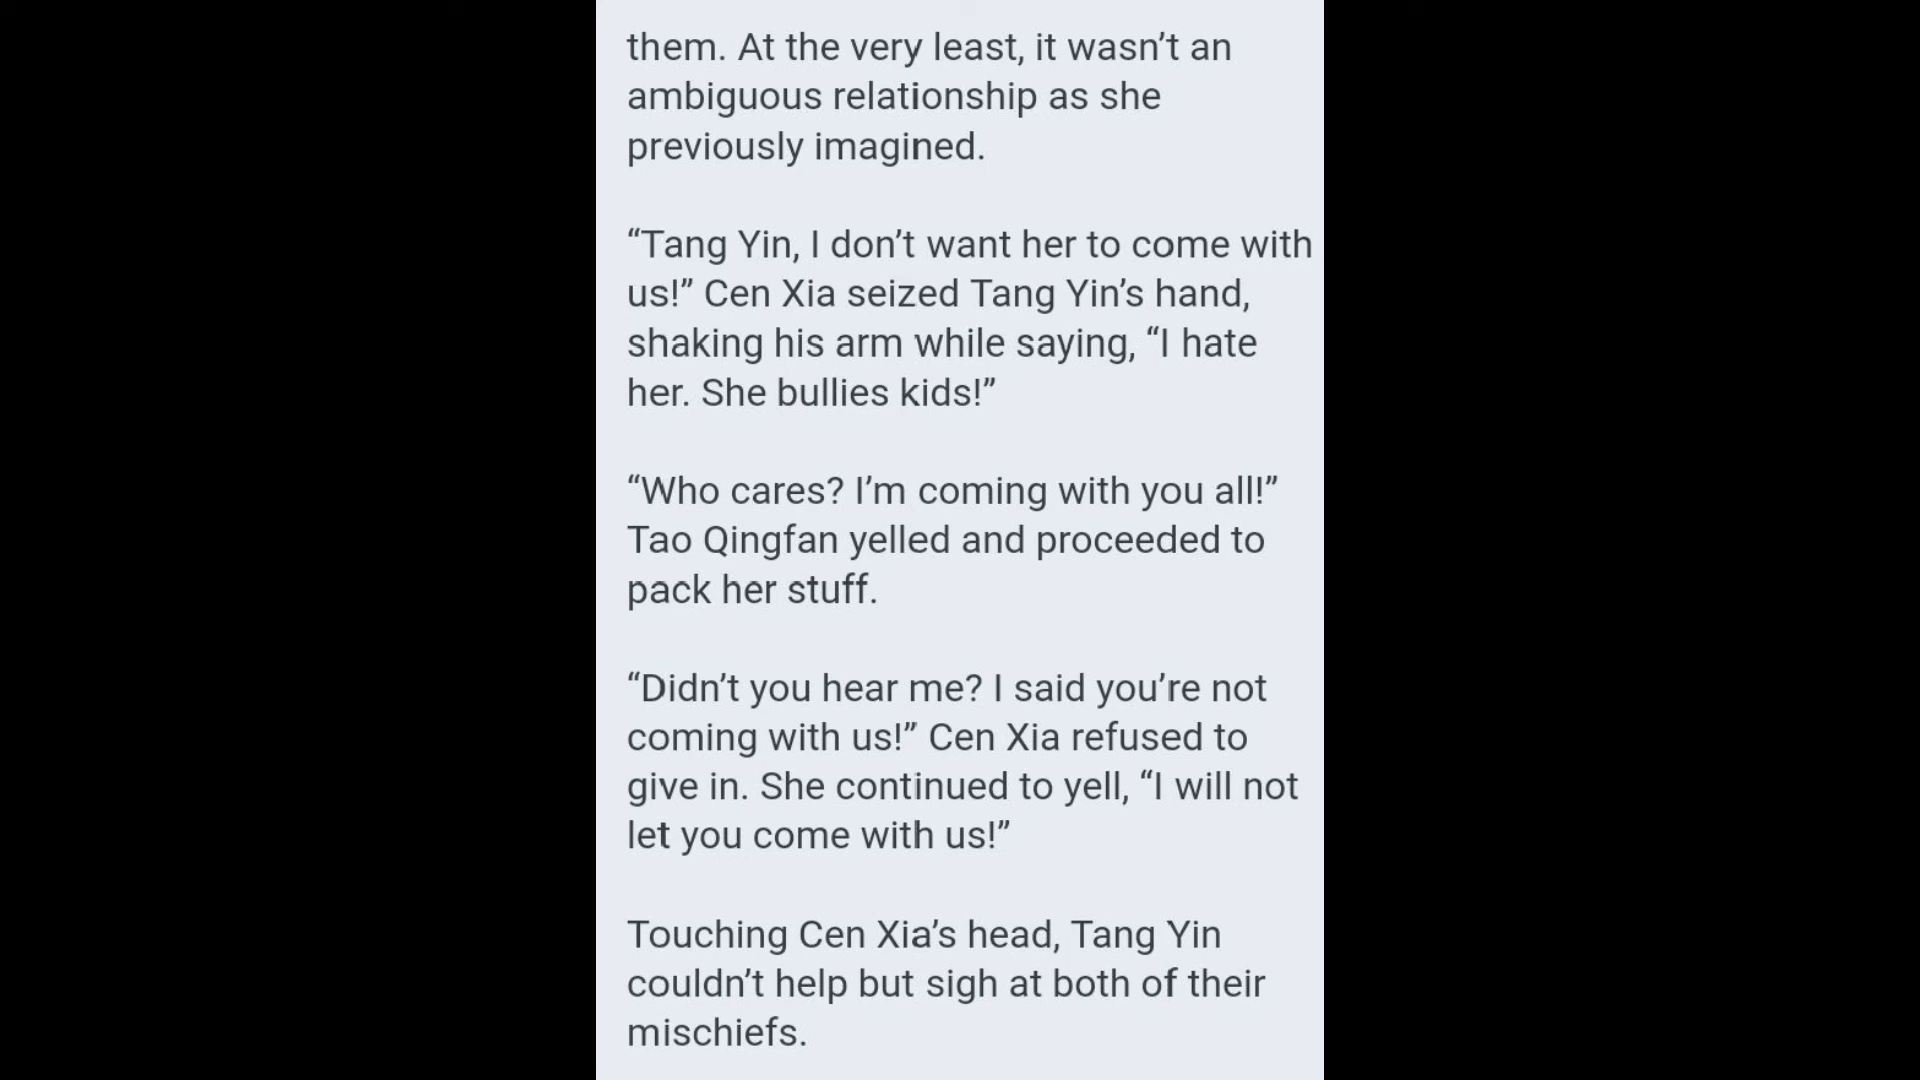 them. At the very least, it wasn’t an
ambiguous relationship as she
previously imagined.
“Tang Yin, I don’t want her to come with
us!” Cen Xia seized Tang Yin’s hand,
shaking his arm while saying, “I hate
her. She bullies kids!”
“Who cares? I’m coming with you all!”
Tao Qingfan yelled and proceeded to
pack her stuff.
“Didn’t you hear me? I said you’re not
coming with us!” Cen Xia refused to
give in. She continued to yell, “I will not
let you come with us!”
Touching Cen Xia’s head, Tang Yin
couldn’t help but sigh at both of their
mischiefs.